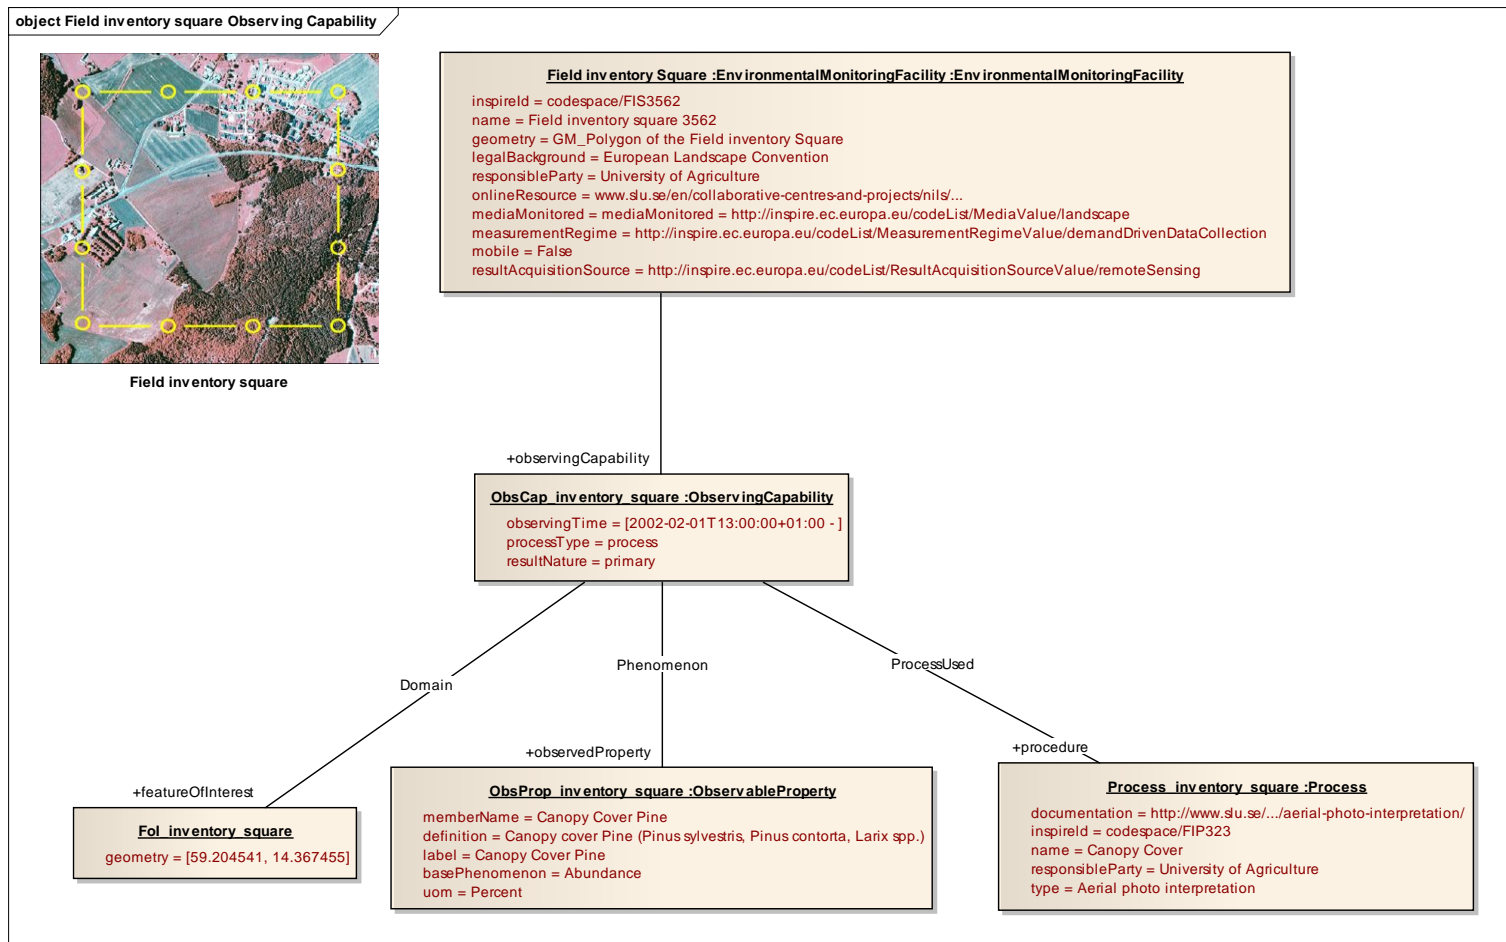 object Field inventory square Observing Capability
Field inventory square
Field inventory Square :EnvironmentalMonitoringFacility :EnvironmentalMonitoringFacility
inspireId = codespace/FIS3562
name = Field inventory square 3562
geometry = GM_Polygon of the Field inventory Square
legalBackground = European Landscape Convention
responsibleParty = University of Agriculture
onlineResource = www.slu.se/en/collaborative-centres-and-projects/nils/...
mediaMonitored = mediaMonitored = http://inspire.ec.europa.eu/codeList/MediaValue/landscape
measurementRegime = http://inspire.ec.europa.eu/codeList/MeasurementRegimeValue/demandDrivenDataCollection
mobile = False
resultAcquisitionSource = http://inspire.ec.europa.eu/codeList/ResultAcquisitionSourceValue/remoteSensing
+observingCapability
ObsCap_inventory_square :ObservingCapability
observingTime = [2002-02-01T13:00:00+01:00 - ]
processType = process
resultNature = primary
Domain
Phenomenon
ProcessUsed
+featureOfInterest
FoI_inventory_square
geometry = [59.204541, 14.367455]
+observedProperty
ObsProp_inventory_square :ObservableProperty
memberName = Canopy Cover Pine
definition = Canopy cover Pine (Pinus sylvestris, Pinus contorta, Larix spp.)
label = Canopy Cover Pine
basePhenomenon = Abundance
uom = Percent
+procedure
Process_inventory_square :Process
documentation = http://www.slu.se/.../aerial-photo-interpretation/
inspireId = codespace/FIP323
name = Canopy Cover
responsibleParty = University of Agriculture
type = Aerial photo interpretation